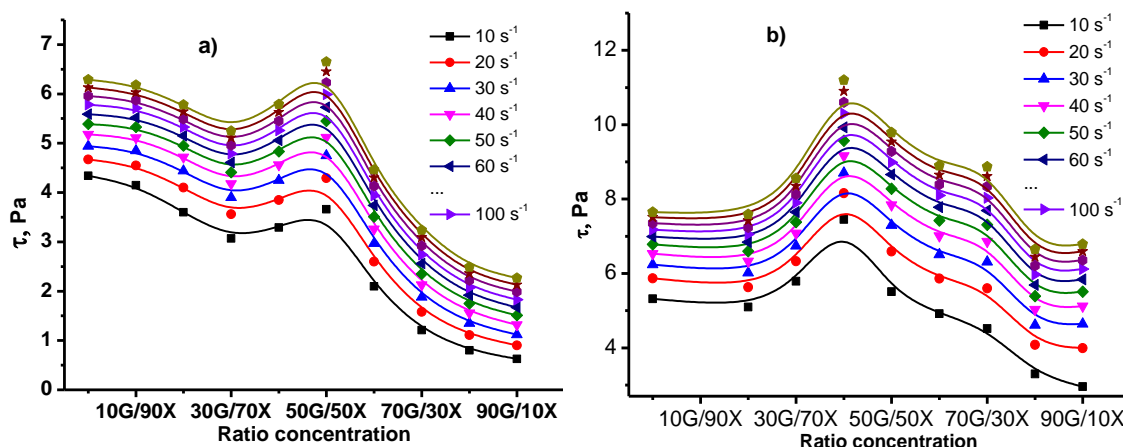 a)
7
6
5
4
3
2
1
0
τ, Pa
10 s⁻¹
20 s⁻¹
30 s⁻¹
40 s⁻¹
50 s⁻¹
60 s⁻¹
...
100 s⁻¹
10G/90X 30G/70X 50G/50X 70G/30X 90G/10X
Ratio concentration
b)
12
10
8
6
4
τ, Pa
10 s⁻¹
20 s⁻¹
30 s⁻¹
40 s⁻¹
50 s⁻¹
60 s⁻¹
...
100 s⁻¹
10G/90X 30G/70X 50G/50X 70G/30X 90G/10X
Ratio concentration